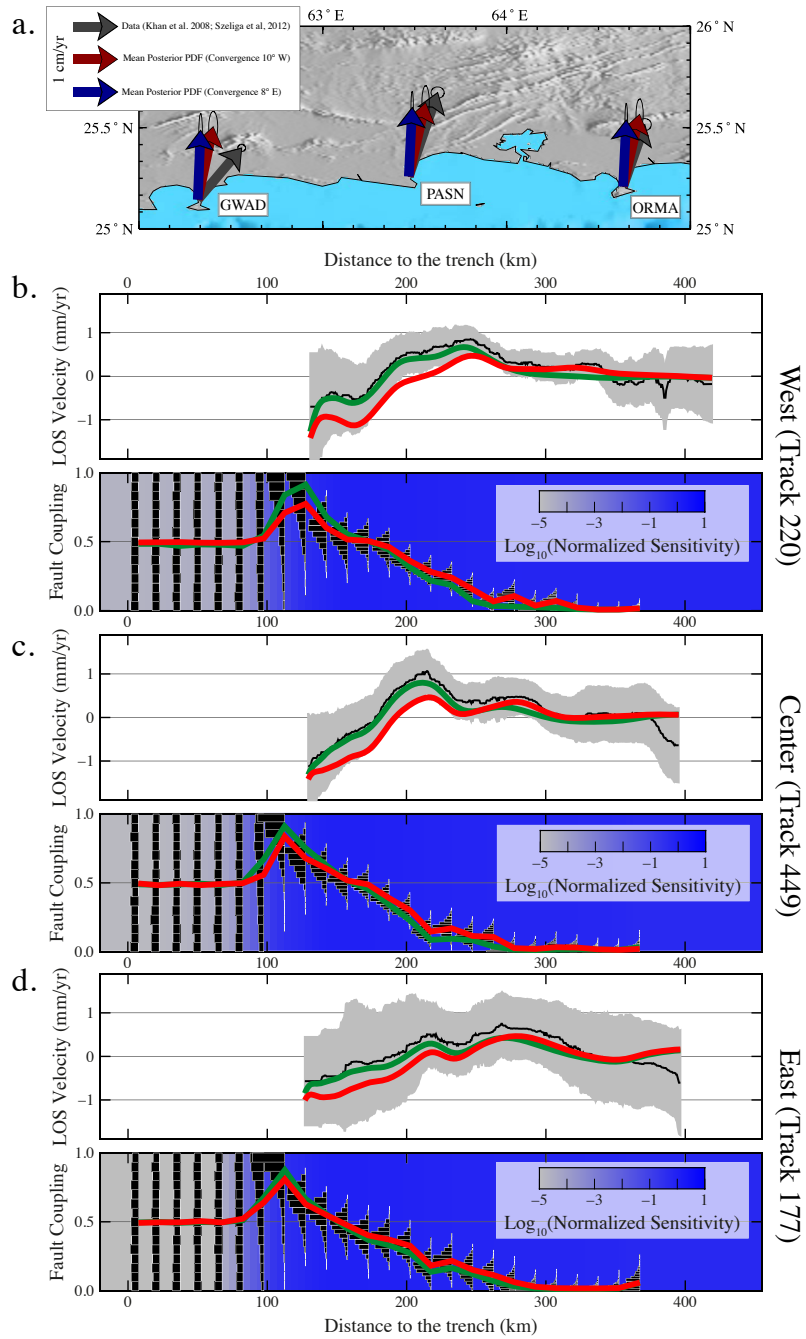 a.
63°E
64°E
26°N
1 cm/yr
Data (Khan et al. 2008; Szeliga et al, 2012)
Mean Posterior PDF (Convergence 10° W)
Mean Posterior PDF (Convergence 8° E)
25.5°N
25.5°N
GWAD
PASN
ORMA
25°N
25°N
Distance to the trench (km)
b.
0
100
200
300
400
LOS Velocity (mm/yr)
1
0
−1
West (Track 220)
Fault Coupling
1.0
0.5
0.0
−5
−3
−1
1
Log10(Normalized Sensitivity)
0
100
200
300
400
c.
LOS Velocity (mm/yr)
1
0
−1
Center (Track 449)
Fault Coupling
1.0
0.5
0.0
−5
−3
−1
1
Log10(Normalized Sensitivity)
0
100
200
300
400
d.
LOS Velocity (mm/yr)
1
0
−1
East (Track 177)
Fault Coupling
1.0
0.5
0.0
−5
−3
−1
1
Log10(Normalized Sensitivity)
0
100
200
300
400
Distance to the trench (km)